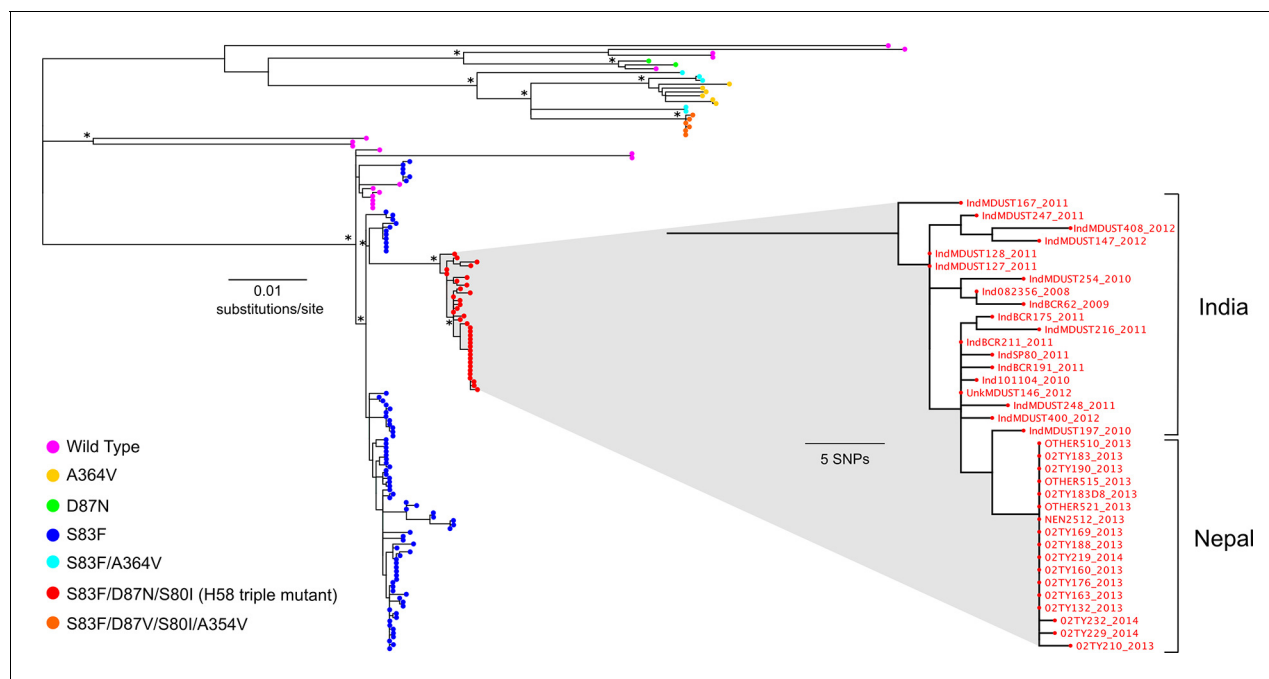 *
*
*
*
*
*
*
*
*
*
*
*
0.01
substitutions/site
Wild Type
A364V
D87N
S83F
S83F/A364V
S83F/D87N/S80I (H58 triple mutant)
S83F/D87V/S80I/A354V
5 SNPs
IndMDUST167_2011
IndMDUST247_2011
IndMDUST408_2012
IndMDUST147_2012
IndMDUST128_2011
IndMDUST127_2011
IndMDUST254_2010
Ind082356_2008
IndBCR62_2009
IndBCR175_2011
IndMDUST216_2011
IndBCR211_2011
IndSP80_2011
IndBCR191_2011
Ind101104_2010
UnkMDUST146_2012
IndMDUST248_2011
IndMDUST400_2012
IndMDUST197_2010
OTHER510_2013
02TY183_2013
02TY190_2013
OTHER515_2013
02TY183D8_2013
OTHER521_2013
NEN2512_2013
02TY169_2013
02TY188_2013
02TY219_2014
02TY160_2013
02TY176_2013
02TY163_2013
02TY132_2013
02TY232_2014
02TY229_2014
02TY210_2013
India
Nepal